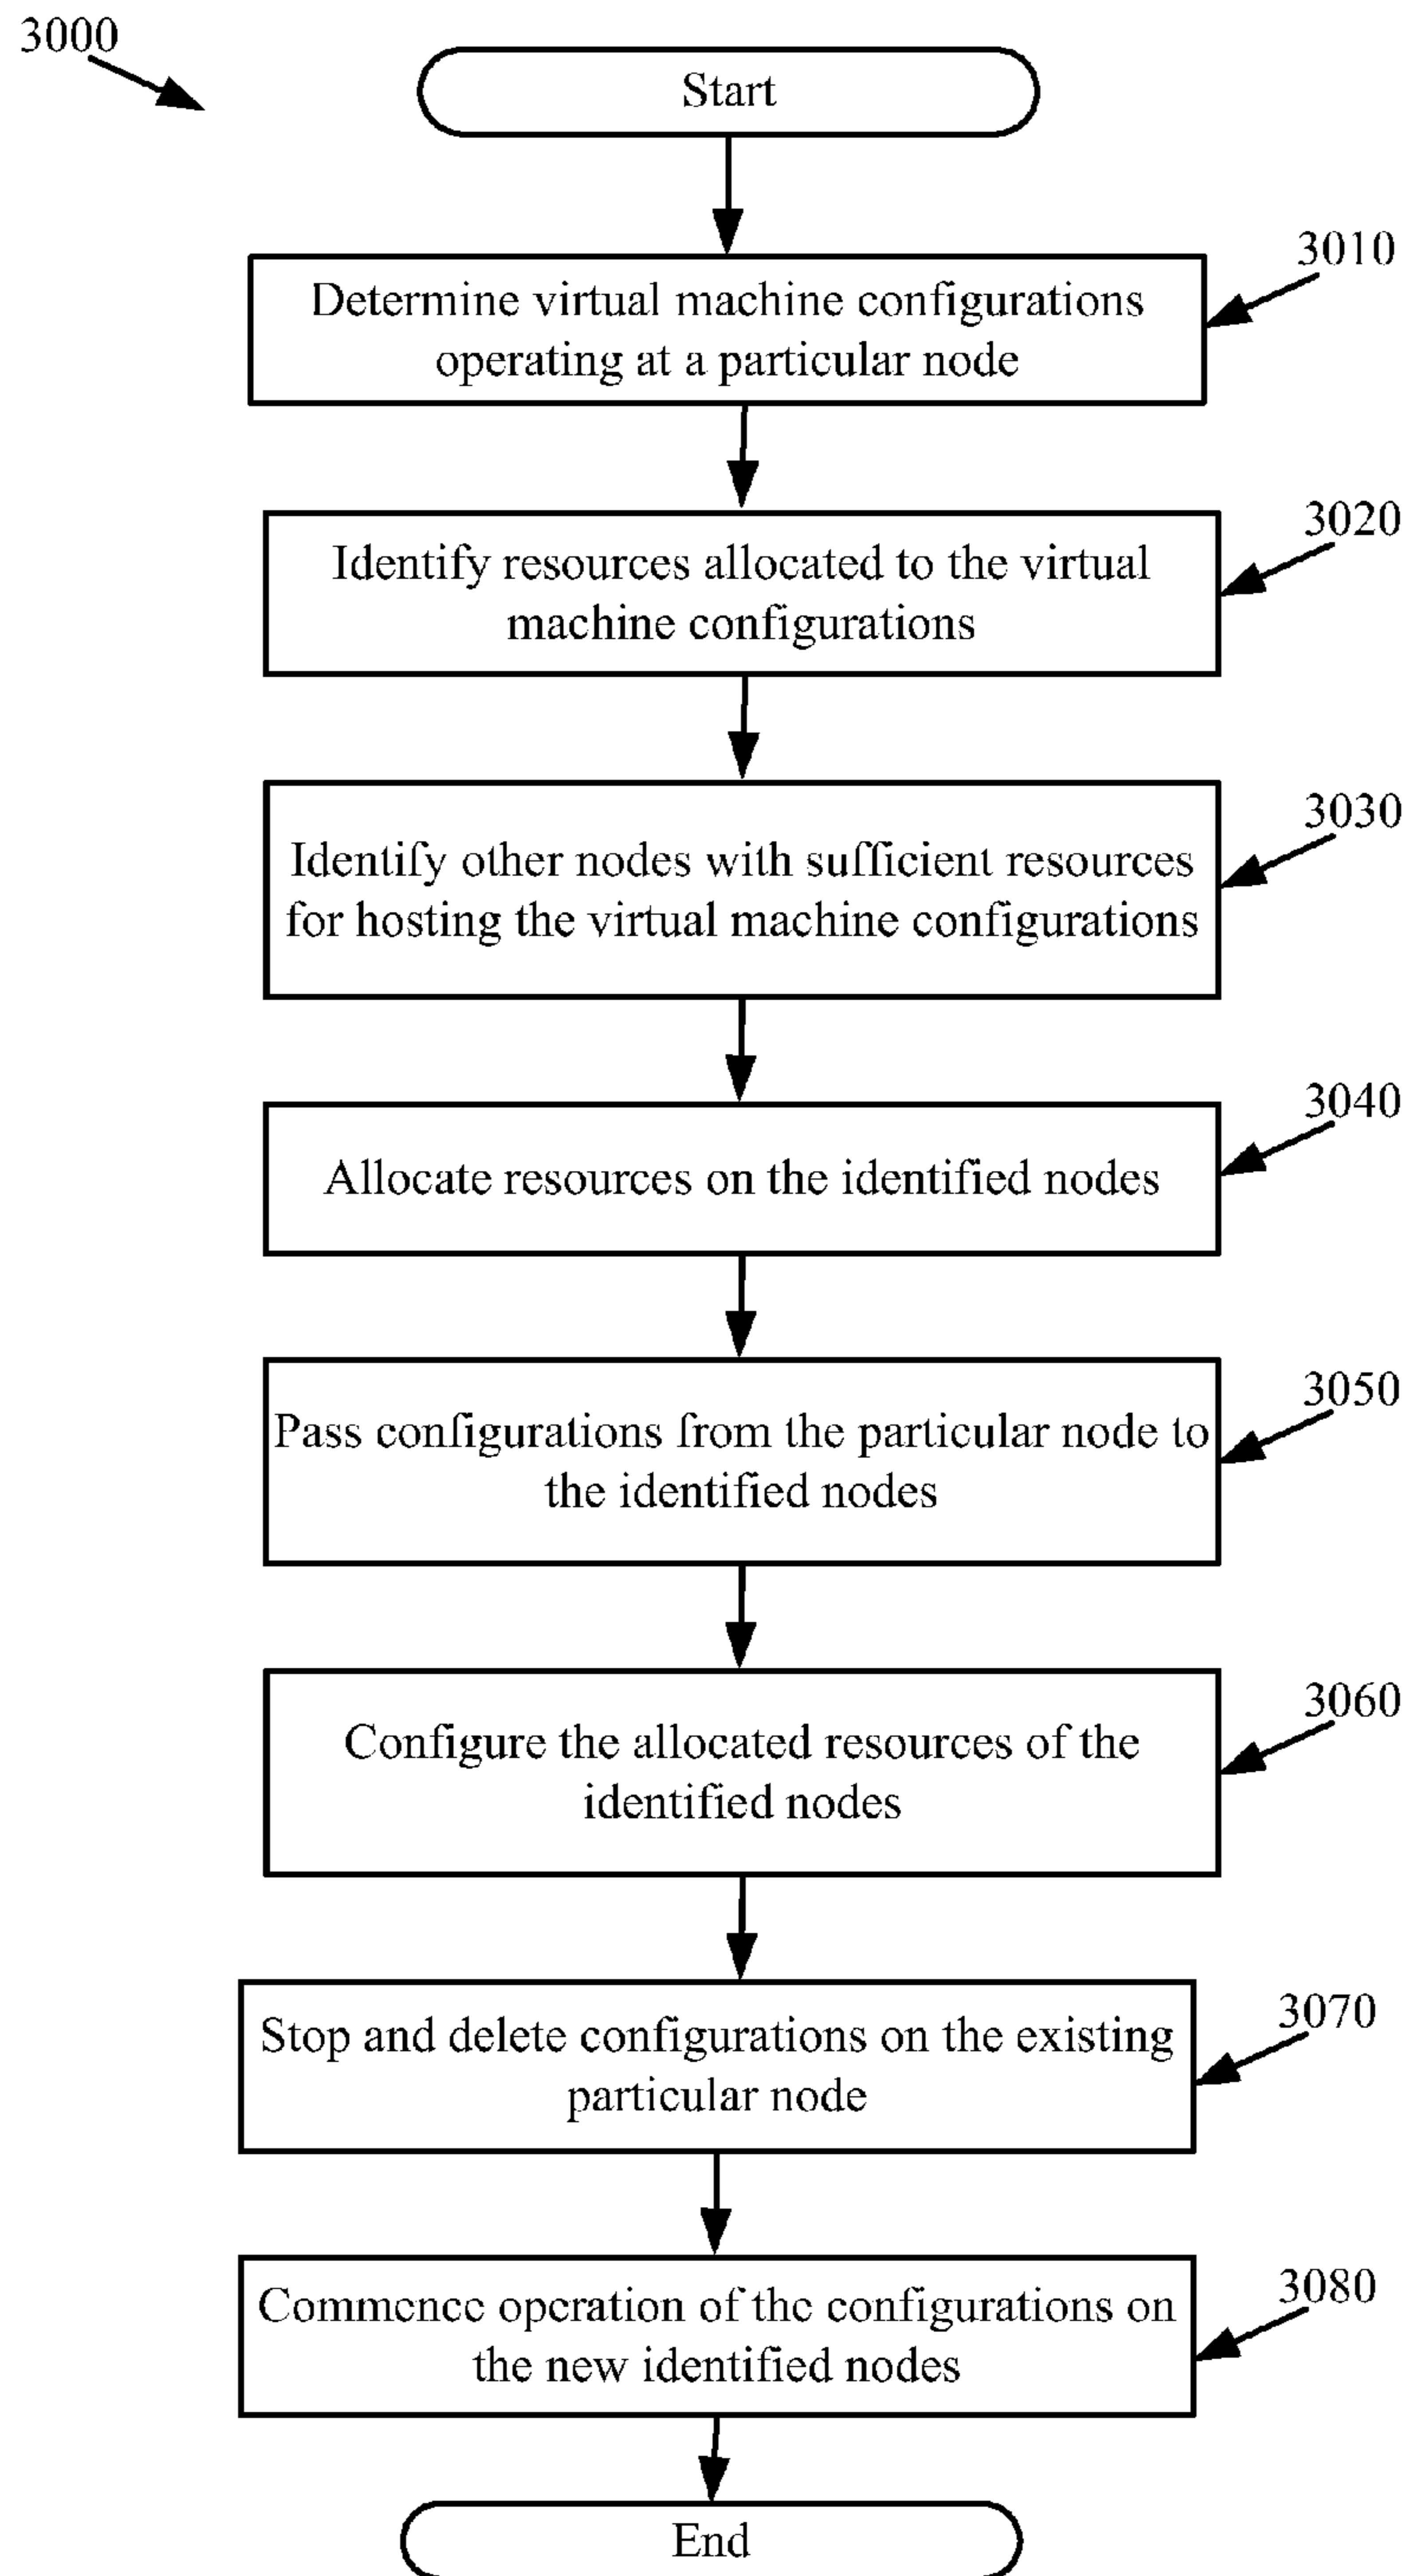 3000
Start
3010
Determine virtual machine configurations
operating at a particular node
3020
Identify resources allocated to the virtual
machine configurations
3030
Identify other nodes with sufficient resources
for hosting the virtual machine configurations
3040
Allocate resources on the identified nodes
3050
Pass configurations from the particular node to
the identified nodes
3060
Configure the allocated resources of the
identified nodes
3070
Stop and delete configurations on the existing
particular node
3080
Commence operation of the configurations on
the new identified nodes
End